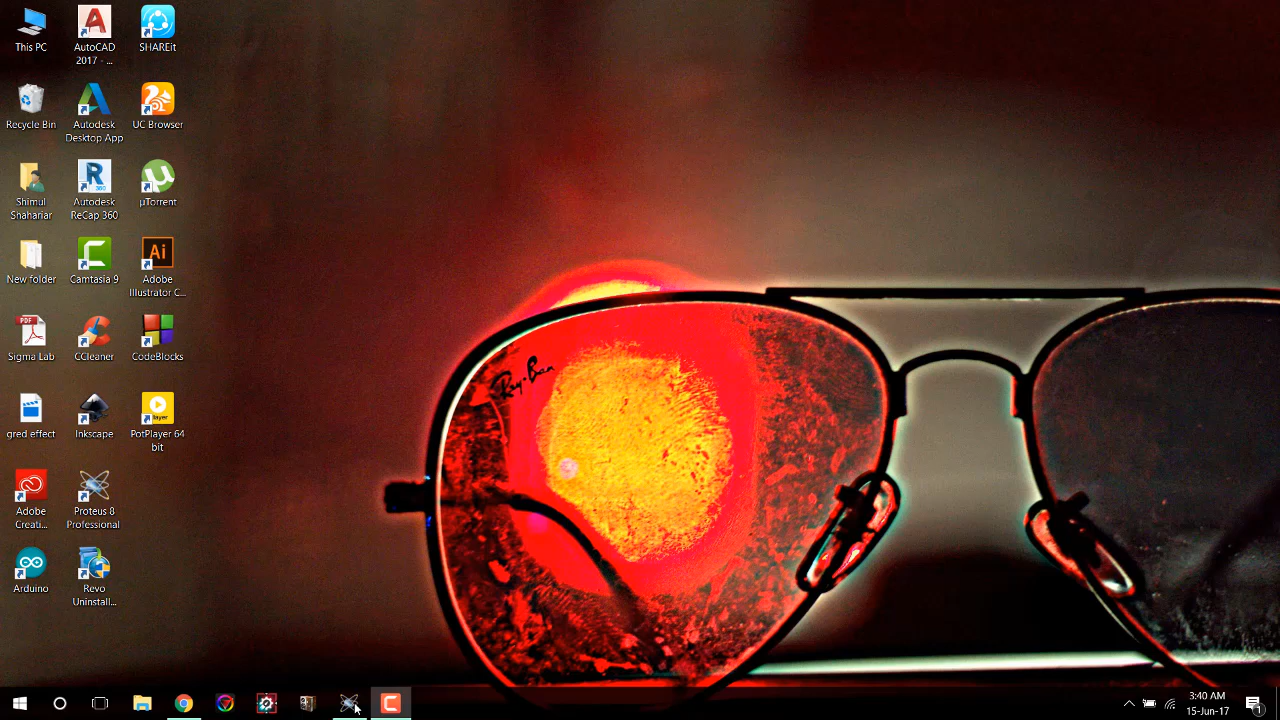 This PC
AutoCAD
2017 - ...
SHAREit
Recycle Bin
Autodesk
Desktop App
UC Browser
Shimul
Shahariar
Autodesk
ReCap 360
µTorrent
New folder
Camtasia 9
Adobe
Illustrator C...
Sigma Lab
CCleaner
CodeBlocks
gred effect
Inkscape
PotPlayer 64
bit
Adobe
Creati...
Proteus 8
Professional
Arduino
Revo
Uninstall...
Ray-Ban
3:40 AM
15-Jun-17
1